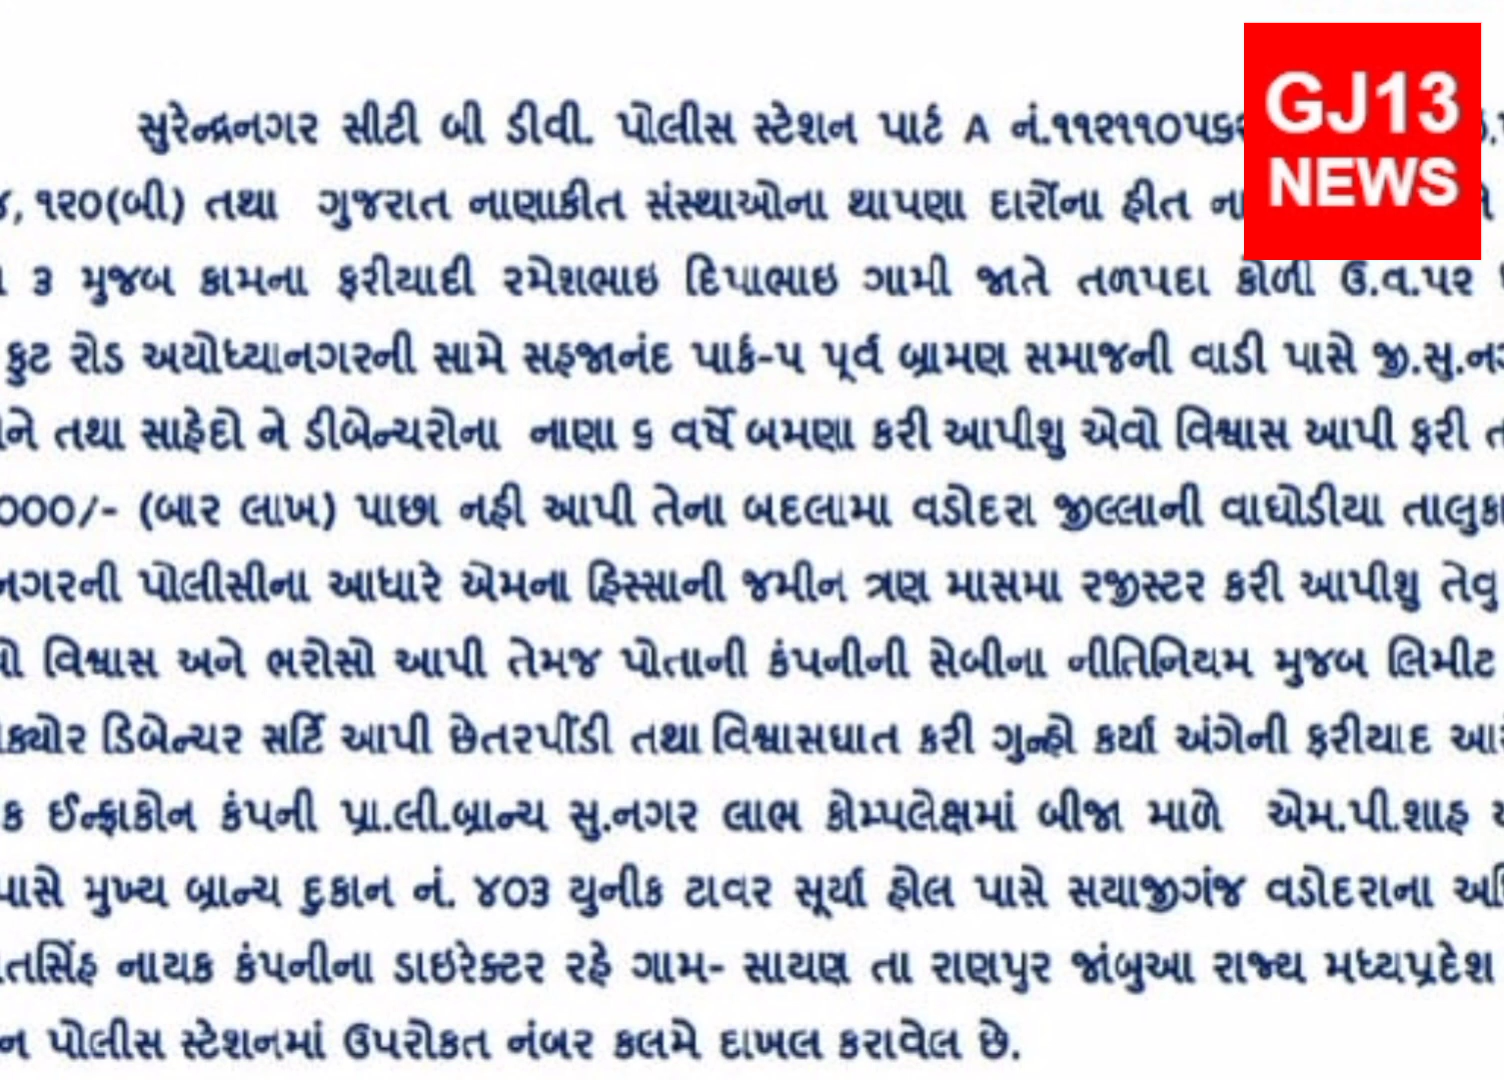 GJ13
NEWS
સુરેન્દ્રનગર સીટી બી ડીવી. પોલીસ સ્ટેશન પાર્ટ A નં.૧૧૨૧૧૦૫૬
૧૨૦(બી) તથા ગુજરાત નાણાકીત સંસ્થાઓના થાપણા દારોંના હીત
૩ મુજબ કામના ફરીયાદી રમેશભાઇ દિપાભાઇ ગામી જાતે તળપદા કોળી ઉ.વ.૫૨
ફુટ રોડ અયોધ્યાનગરની સામે સહજાનંદ પાર્ક-૫ પૂર્વ બ્રામણ સમાજની વાડી પાસે જી.સુ.
તથા સાહેદો ને ડીબેન્ચરોના નાણા ૬ વર્ષે બમણા કરી આપીશુ એવો વિશ્વાસ આપી ફરી
૦૦૦/- (બાર લાખ) પાછા નહી આપી તેના બદલામા વડોદરા જીલ્લાની વાઘોડીયા
નગરની પોલીસીના આધારે એમના હિસ્સાની જમીન ત્રણ માસમા રજીસ્ટર કરી આપીશુ તેવુ
વિશ્વાસ અને ભરોસો આપી તેમજ પોતાની કંપનીની સેબીના નીતિનિયમ મુજબ લિમીટ
ડિબેન્ચર સર્ટિ આપી છેતરપીંડી તથા વિશ્વાસઘાત કરી ગુન્હો કર્યા અંગેની ફરીયાદ
ઈન્ફ્રાકોન કંપની પ્રા.લી.બ્રાન્ચ સુ.નગર લાભ કોમ્પલેક્ષમાં બીજા માળે એમ.પી.શાહ
પાસે મુખ્ય બ્રાન્ચ દુકાન નં. ૪૦૩ યુનીક ટાવર સૂર્યા હોલ પાસે સયાજીગંજ વડોદરાના
નાયક કંપનીના ડાઇરેક્ટર રહે ગામ- સાયણ તા રાણપુર જાંબુઆ રાજ્ય મધ્યપ્રદેશ
પોલીસ સ્ટેશનમાં ઉપરોકત નંબર કલમે દાખલ કરાવેલ છે.